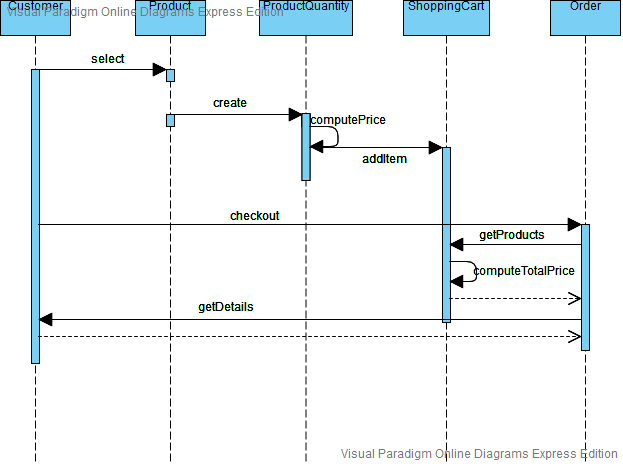 Customer
Product
ProductQuantity
ShoppingCart
Order
Visual Paradigm Online Diagrams Express Edition
select
create
computePrice
addItem
checkout
getProducts
computeTotalPrice
getDetails
Visual Paradigm Online Diagrams Express Edition